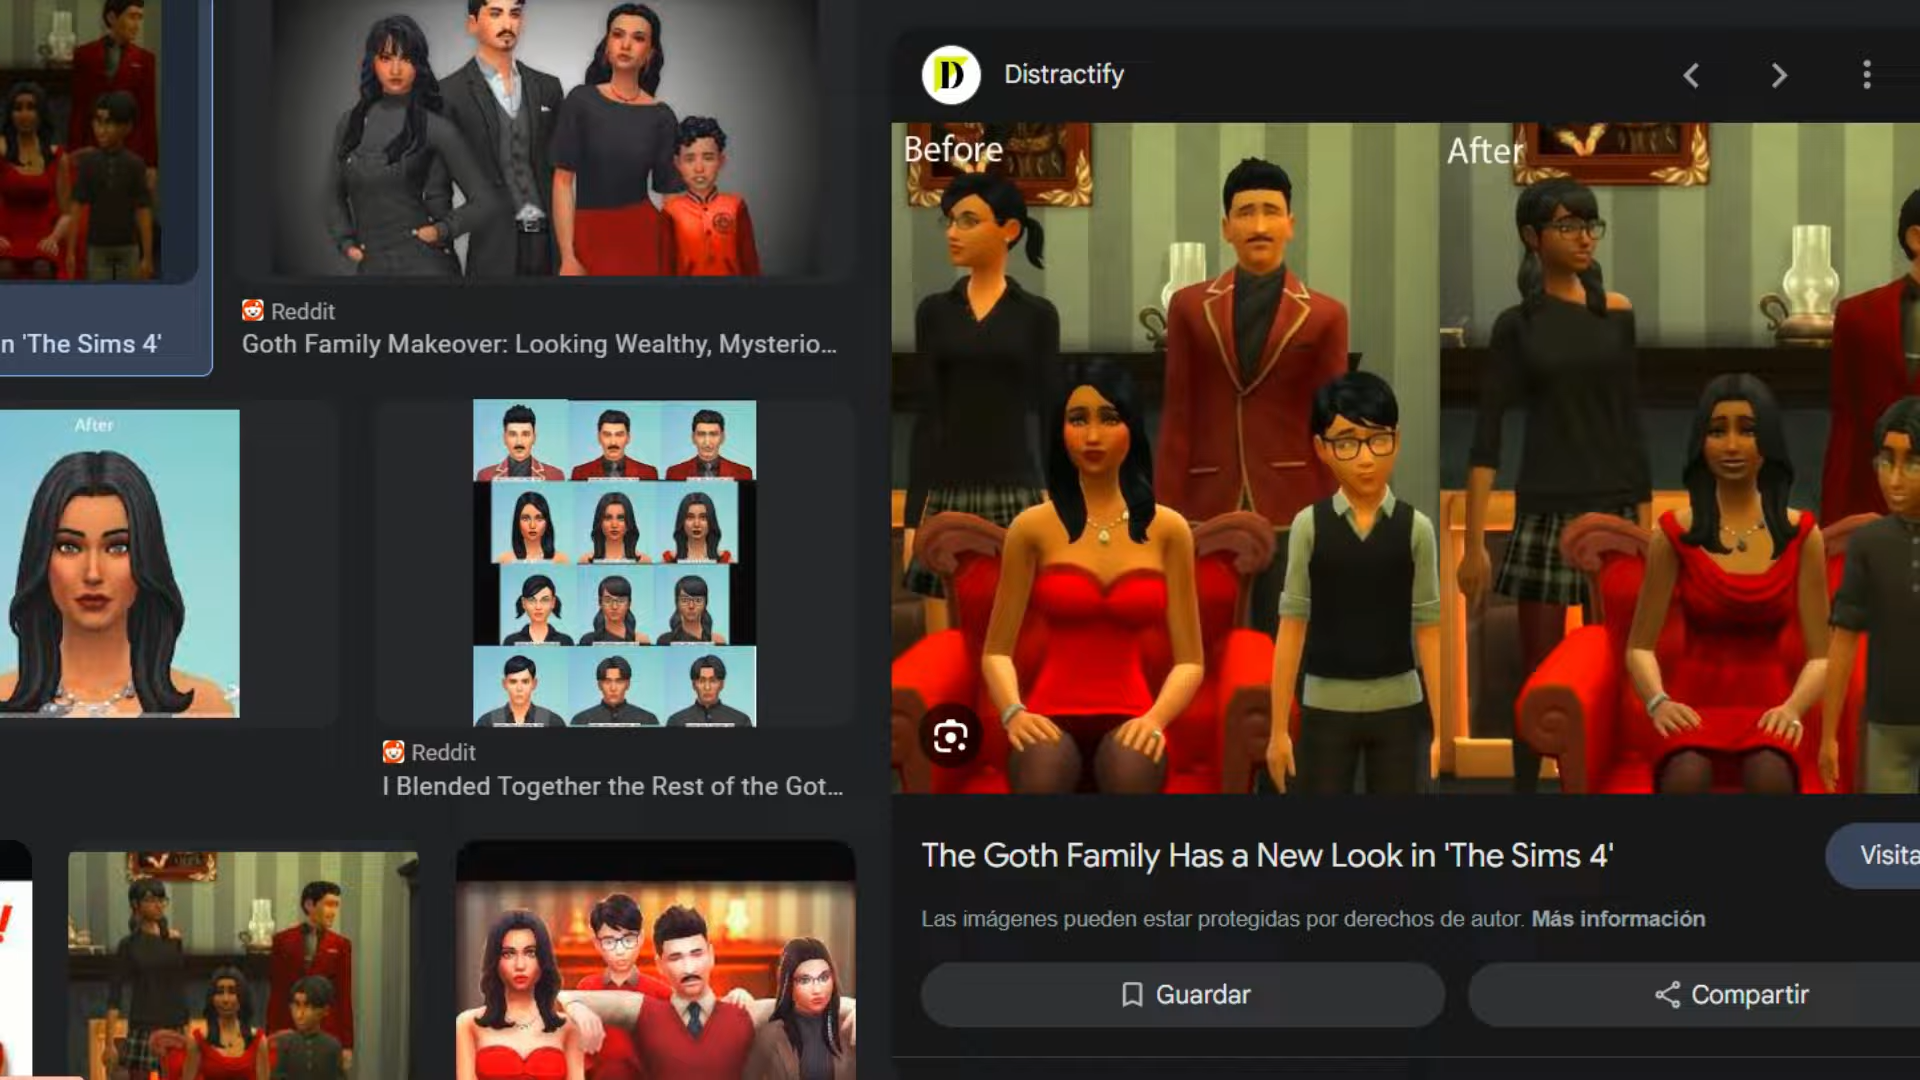 n 'The Sims 4'
Reddit
Goth Family Makeover: Looking Wealthy, Mysterio...
After
Reddit
I Blended Together the Rest of the Got...
!
D
Distractify
Before
After
The Goth Family Has a New Look in 'The Sims 4'
Visita
Las imágenes pueden estar protegidas por derechos de autor. Más información
Guardar
Compartir